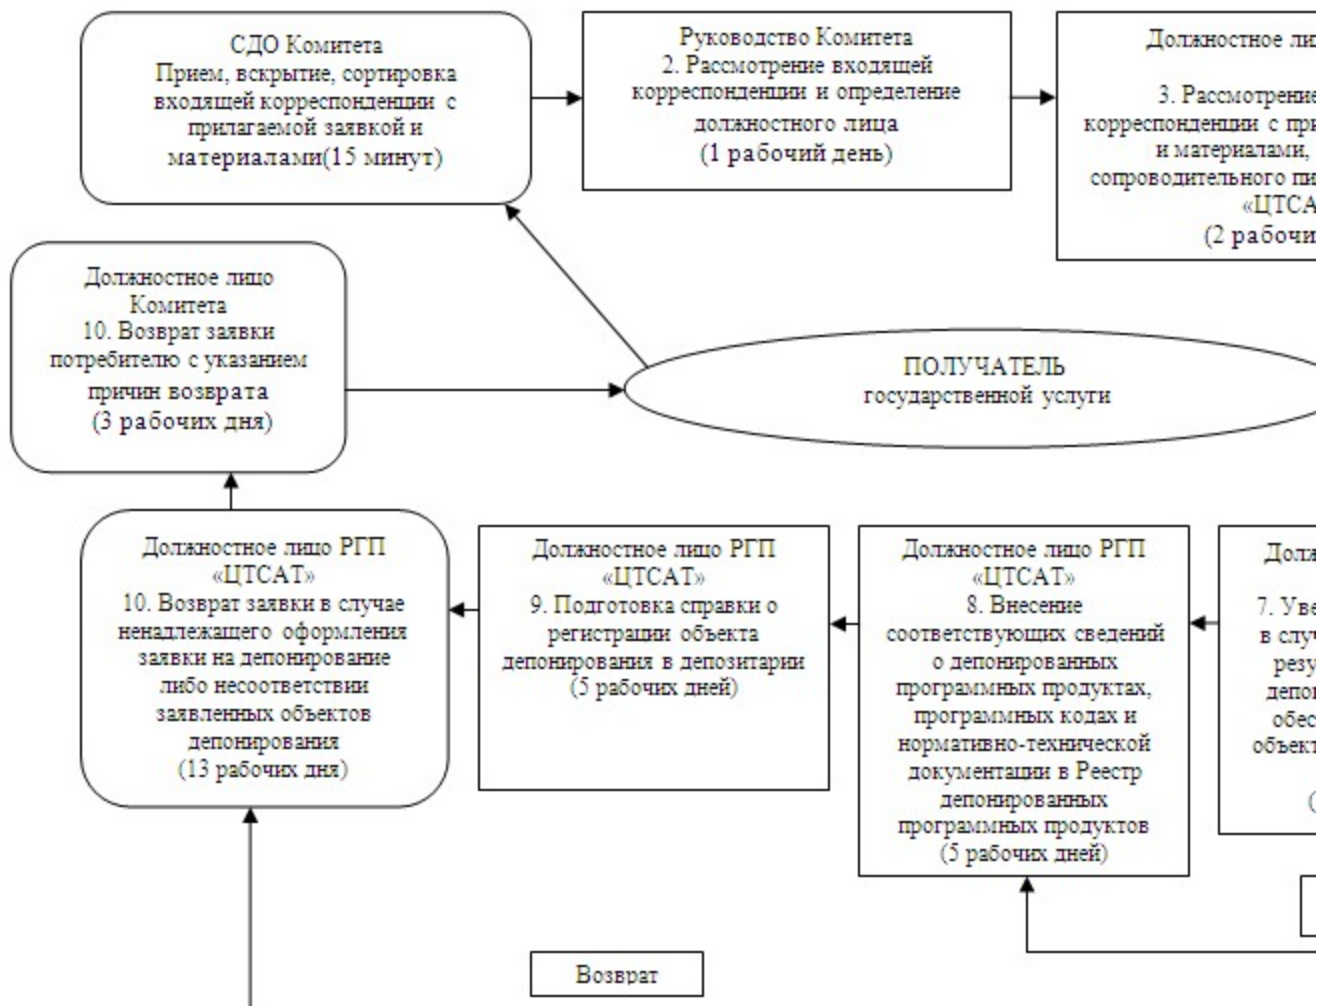 СДО Комитета
Прием, вскрытие, сортировка
входящей корреспонденции с
прилагаемой заявкой и
материалами(15 минут)
Руководство Комитета
2. Рассмотрение входящей
корреспонденции и определение
должностного лица
(1 рабочий день)
Должностное
3. Рассмотрение
корреспонденции с
и материалами,
сопроводительного
(2
Должностное лицо
Комитета
10. Возврат заявки
потребителю с указанием
причин возврата
(3 рабочих дня)
ПОЛУЧАТЕЛЬ
государственной услуги
Должностное лицо РГП
«ЦТСАТ»
10. Возврат заявки в случае
ненадлежащего оформления
заявки на депонирование
либо несоответствии
заявленных объектов
депонирования
(13 рабочих дня)
Должностное лицо РГП
«ЦТСАТ»
9. Подготовка справки о
регистрации объекта
депонирования в депозитарии
(5 рабочих дней)
Должностное лицо РГП
«ЦТСАТ»
8. Внесение
соответствующих сведений
о депонированных
программных продуктах,
программных кодах и
нормативно-технической
документации в Реестр
депонированных
программных продуктов
(5 рабочих дней)
7.
в
Возврат